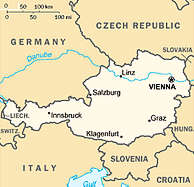 0 50 100 km
0 50 100 mi
CZECH REPUBLIC
GERMANY
Danube
SLOVAKIA
Linz
VIENNA
Salzburg
LIECH.
Innsbruck
Graz
SWITZ.
Klagenfurt
HUNG.
ITALY
SLOVENIA
CROATIA
Gulf